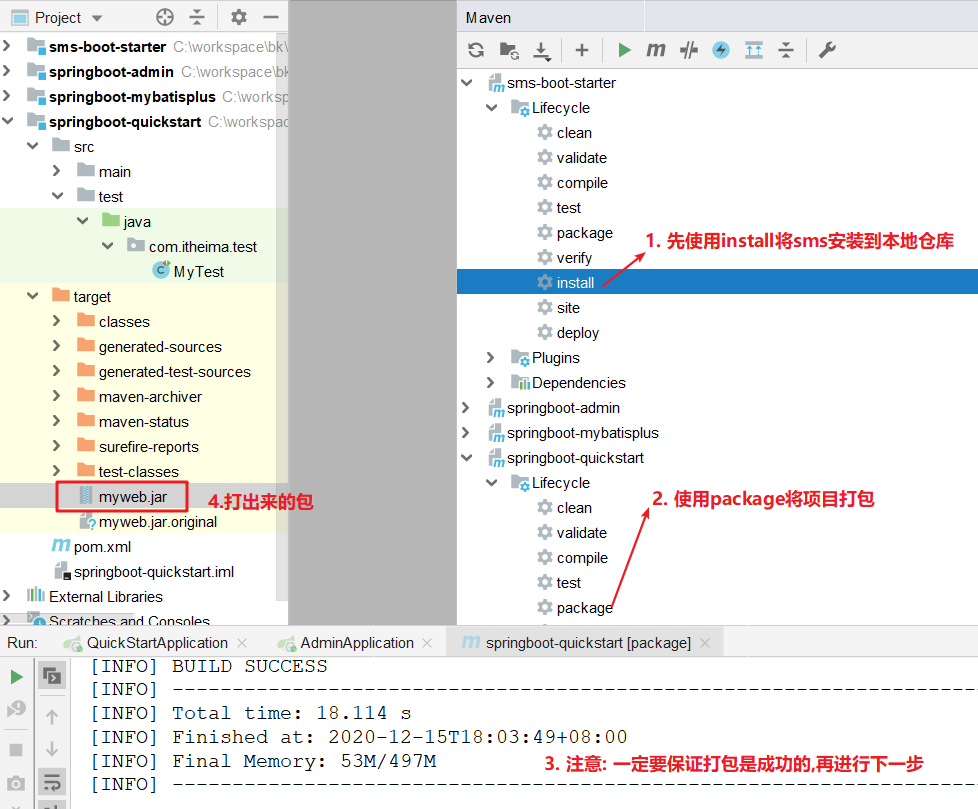 Project
sms-boot-starter C:\workspace\bk\
springboot-admin C:\workspace\bk
springboot-mybatisplus C:\worksp
springboot-quickstart C:\workspac
src
main
test
java
com.itheima.test
MyTest
target
classes
generated-sources
generated-test-sources
maven-archiver
maven-status
surefire-reports
test-classes
myweb.jar
4.打出来的包
myweb.jar.original
pom.xml
springboot-quickstart.iml
External Libraries
Scratches and Consoles
Maven
sms-boot-starter
Lifecycle
clean
validate
compile
test
package
1. 先使用install将sms安装到本地仓库
verify
install
site
deploy
Plugins
Dependencies
springboot-admin
springboot-mybatisplus
springboot-quickstart
Lifecycle
2. 使用package将项目打包
clean
validate
compile
test
package
Run: QuickStartApplication AdminApplication springboot-quickstart [package]
[INFO] BUILD SUCCESS
[INFO] ------------------------------------------------------------------------
[INFO] Total time: 18.114 s
[INFO] Finished at: 2020-12-15T18:03:49+08:00
[INFO] Final Memory: 53M/497M
3. 注意: 一定要保证打包是成功的,再进行下一步
[INFO] ------------------------------------------------------------------------